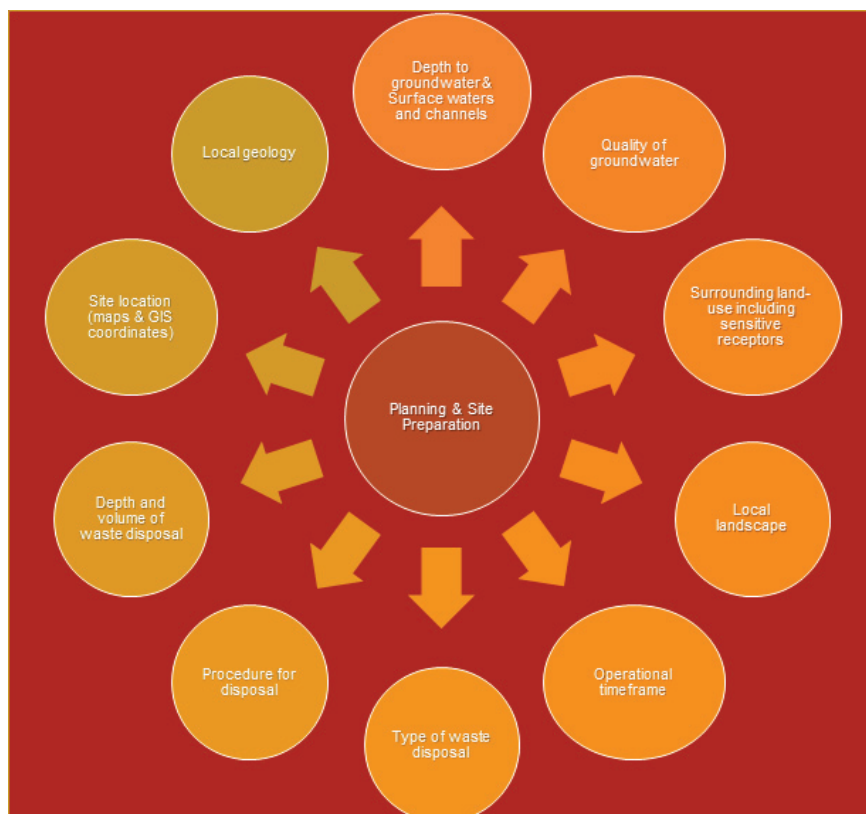 Depth to
groundwater &
Surface waters
and channels
Quality of
groundwater
Surrounding land-
use including
sensitive
receptors
Local
landscape
Operational
timeframe
Type of waste
disposal
Procedure for
disposal
Depth and
volume of
waste disposal
Site location
(maps & GIS
coordinates)
Local geology
Planning & Site
Preparation